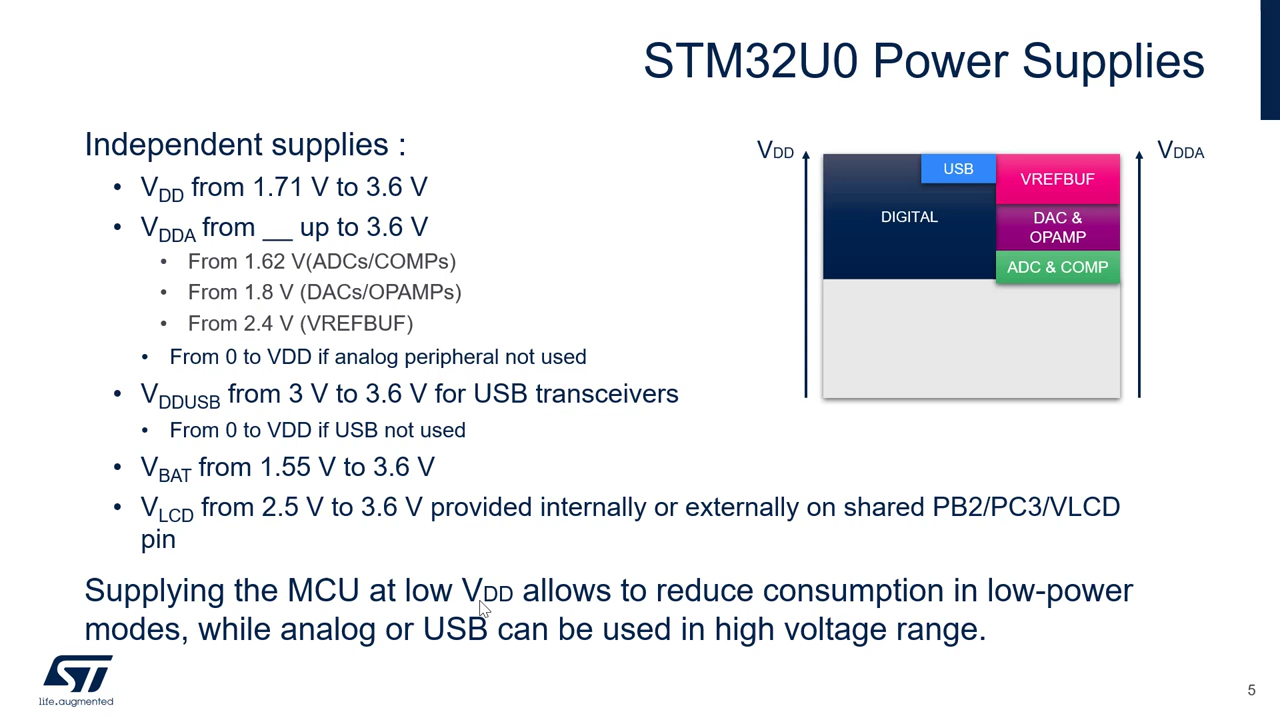 STM32U0 Power Supplies
Independent supplies :
• VDD from 1.71 V to 3.6 V
• VDDA from __ up to 3.6 V
• From 1.62 V(ADCs/COMPs)
• From 1.8 V (DACs/OPAMPs)
• From 2.4 V (VREFBUF)
• From 0 to VDD if analog peripheral not used
• VDDUSB from 3 V to 3.6 V for USB transceivers
• From 0 to VDD if USB not used
• VBAT from 1.55 V to 3.6 V
• VLCD from 2.5 V to 3.6 V provided internally or externally on shared PB2/PC3/VLCD
pin
Supplying the MCU at low VDD allows to reduce consumption in low-power
modes, while analog or USB can be used in high voltage range.
VDD
VDDA
USB
VREFBUF
DIGITAL
DAC &
OPAMP
ADC & COMP
ST
life.augmented
5